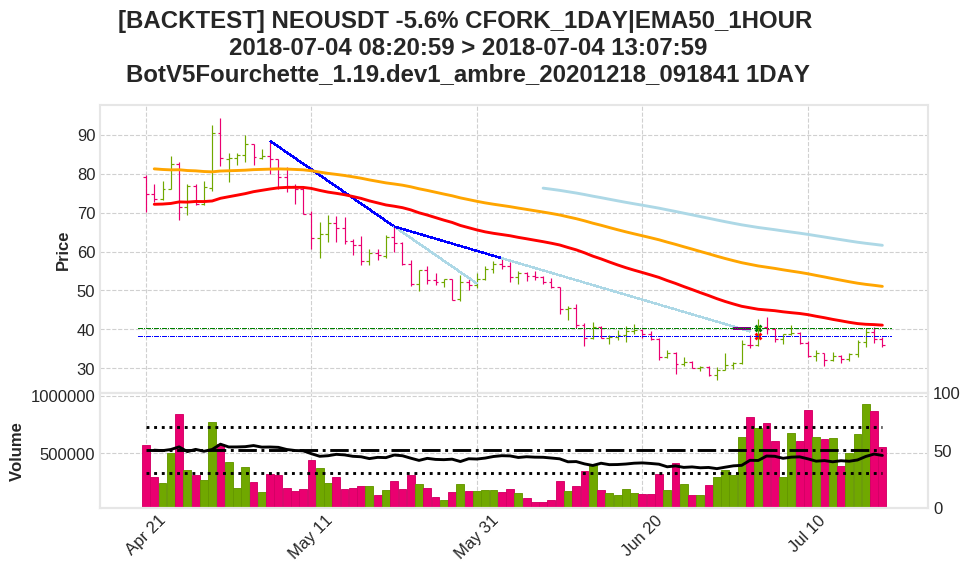 [BACKTEST] NEOUSDT -5.6% CFORK_1DAY|EMA50_1HOUR
2018-07-04 08:20:59 > 2018-07-04 13:07:59
BotV5Fourchette_1.19.dev1_ambre_20201218_091841 1DAY
Price
90
80
70
60
50
40
30
Volume
1000000
500000
100
50
0
Apr 21
May 11
May 31
Jun 20
Jul 10